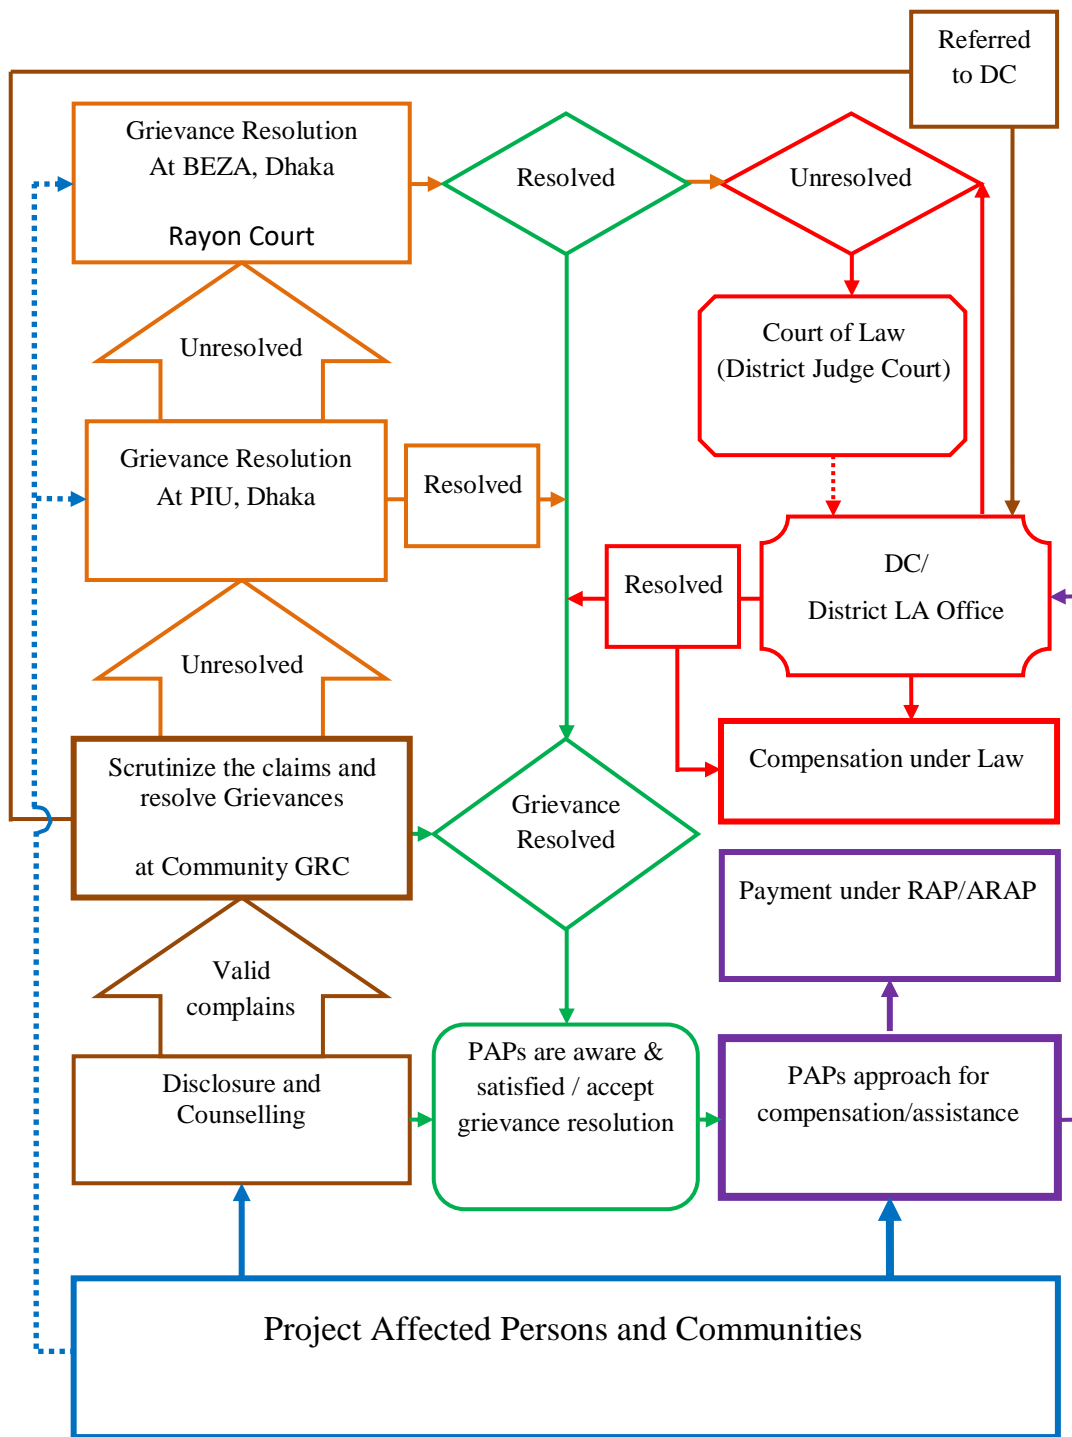 Referred
to DC
Grievance Resolution
At BEZA, Dhaka
Rayon Court
Resolved
Unresolved
Unresolved
Court of Law
(District Judge Court)
Grievance Resolution
At PIU, Dhaka
Resolved
DC/
District LA Office
Resolved
Unresolved
Scrutinize the claims and
resolve Grievances
at Community GRC
Grievance
Resolved
Compensation under Law
Payment under RAP/ARAP
Valid
complains
Disclosure and
Counselling
PAPs are aware &
satisfied / accept
grievance resolution
PAPs approach for
compensation/assistance
Project Affected Persons and Communities